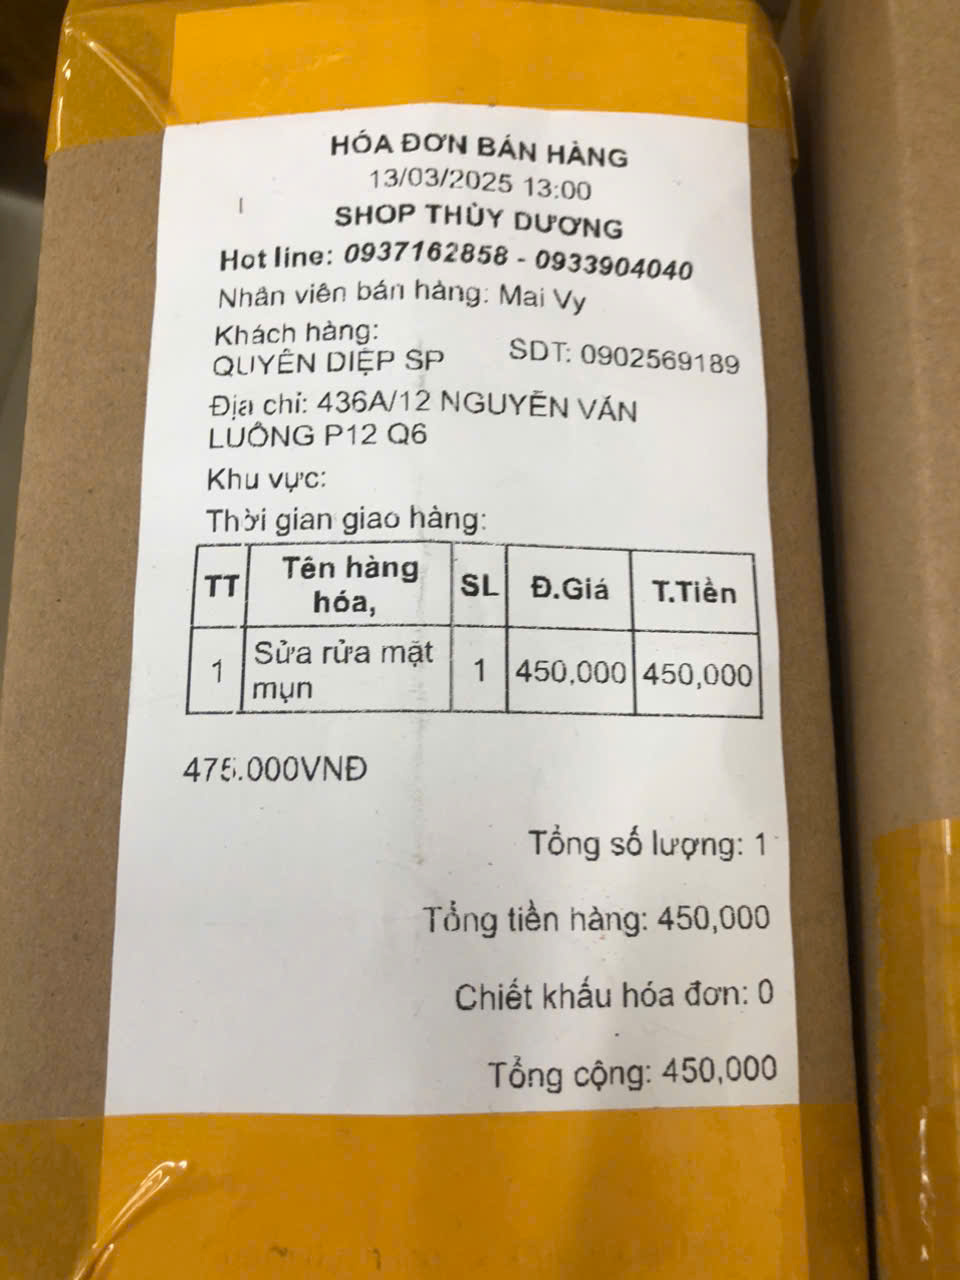 HÓA ĐƠN BÁN HÀNG
13/03/2025 13:00
SHOP THÙY DƯƠNG
Hot line: 0937162858 - 0933904040
Nhân viên bán hàng: Mai Vy
Khách hàng:
QUYÊN DIỆP SP SDT: 0902569189
Địa chỉ: 436A/12 NGUYỄN VĂN
LUÔNG P12 Q6
Khu vực:
Thời gian giao hàng:
TT Tên hàng hóa, SL Đ.Giá T.Tiền
1 Sửa rửa mặt mụn 1 450,000 450,000
475.000VNĐ
Tổng số lượng: 1
Tổng tiền hàng: 450,000
Chiết khấu hóa đơn: 0
Tổng cộng: 450,000